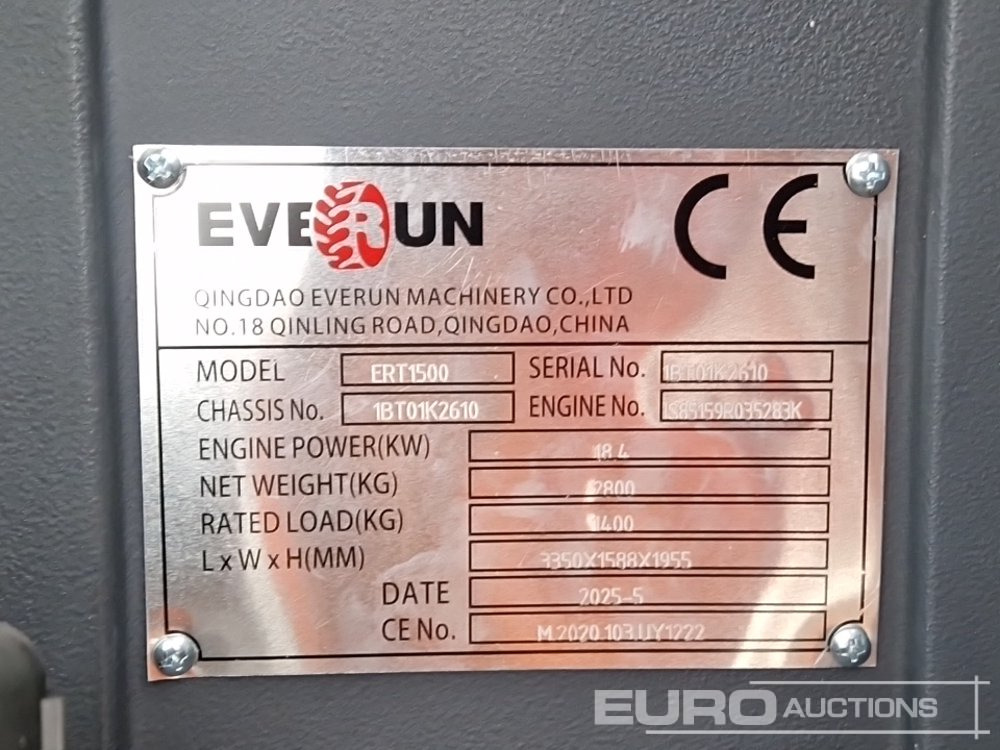 EVERUN
CE
QINGDAO EVERUN MACHINERY CO.,LTD
NO.18 QINLING ROAD,QINGDAO,CHINA
MODEL ERT1500 SERIAL No. 1BT01K2610
CHASSIS No. 1BT01K2610 ENGINE No. JS85159R035283K
ENGINE POWER(KW) 18.4
NET WEIGHT(KG) 2800
RATED LOAD(KG) 1400
L x W x H(MM) 3350X1588X1955
DATE 2025-5
CE No. M.2020.103.UY1222
EURO AUCTIONS